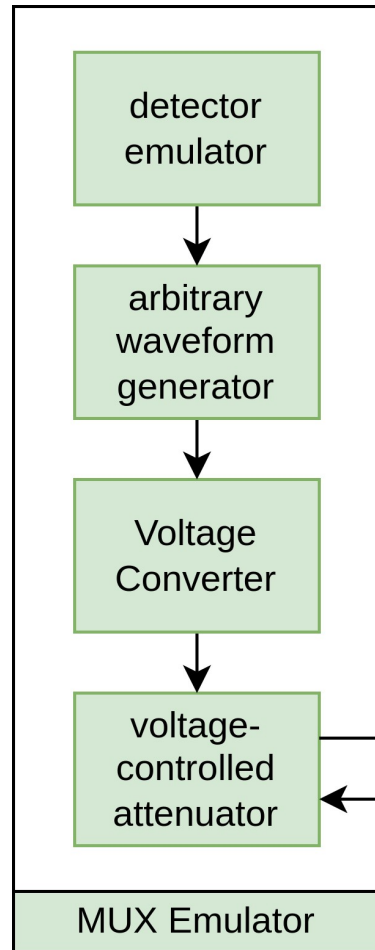 detector
emulator
arbitrary
waveform
generator
Voltage
Converter
voltage-
controlled
attenuator
MUX Emulator